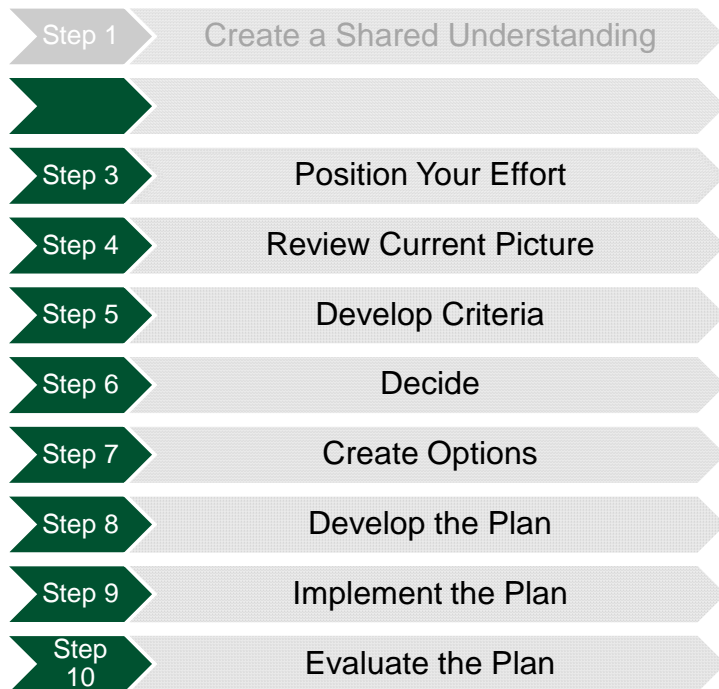 Step 1 Create a Shared Understanding
Step 3 Position Your Effort
Step 4 Review Current Picture
Step 5 Develop Criteria
Step 6 Decide
Step 7 Create Options
Step 8 Develop the Plan
Step 9 Implement the Plan
Step
10
Evaluate the Plan